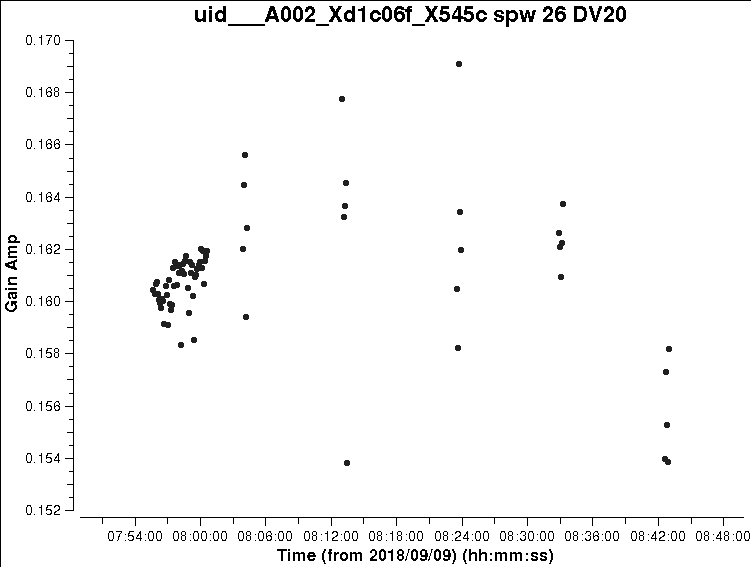 uid___A002_Xd1c06f_X545c spw 26 DV20
0.170
0.168
0.166
0.164
0.162
0.160
0.158
0.156
0.154
0.152
Gain Amp
07:54:00 08:00:00 08:06:00 08:12:00 08:18:00 08:24:00 08:30:00 08:36:00 08:42:00 08:48:00
Time (from 2018/09/09) (hh:mm:ss)